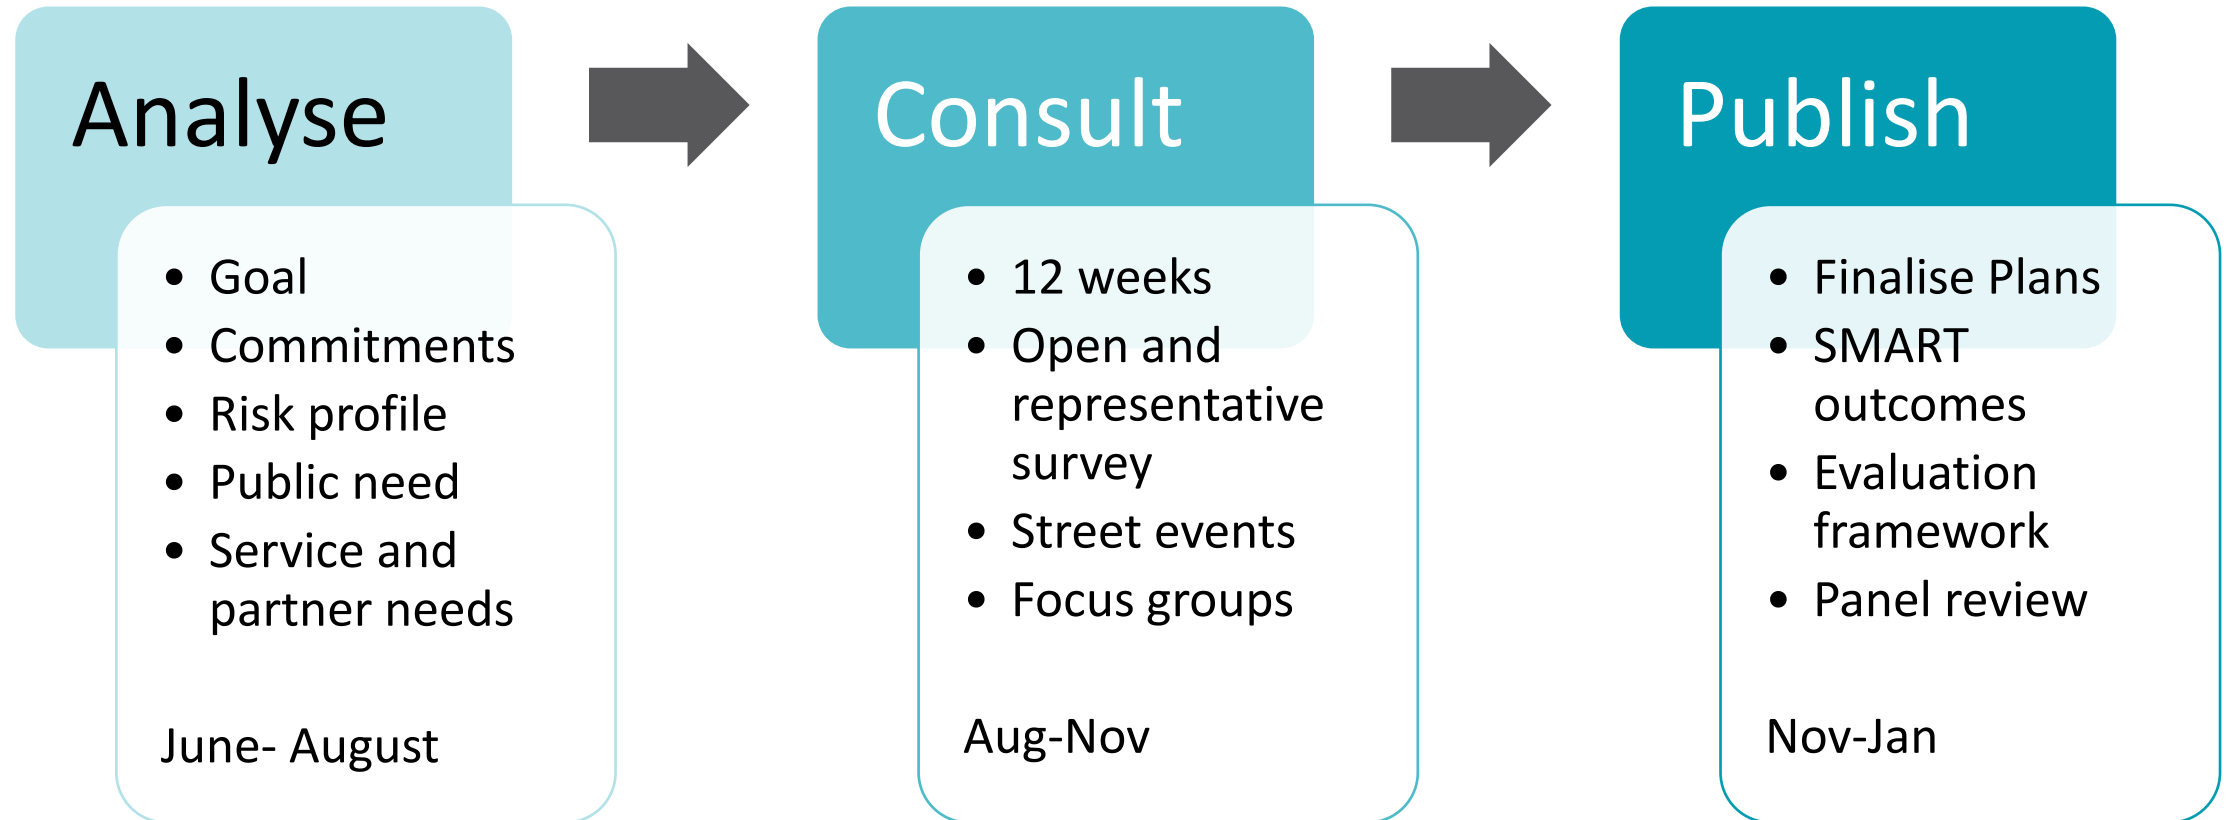 Analyse
• Goal
• Commitments
• Risk profile
• Public need
• Service and
partner needs
June- August
Consult
• 12 weeks
• Open and
representative
survey
• Street events
• Focus groups
Aug-Nov
Publish
• Finalise Plans
• SMART
outcomes
• Evaluation
framework
• Panel review
Nov-Jan